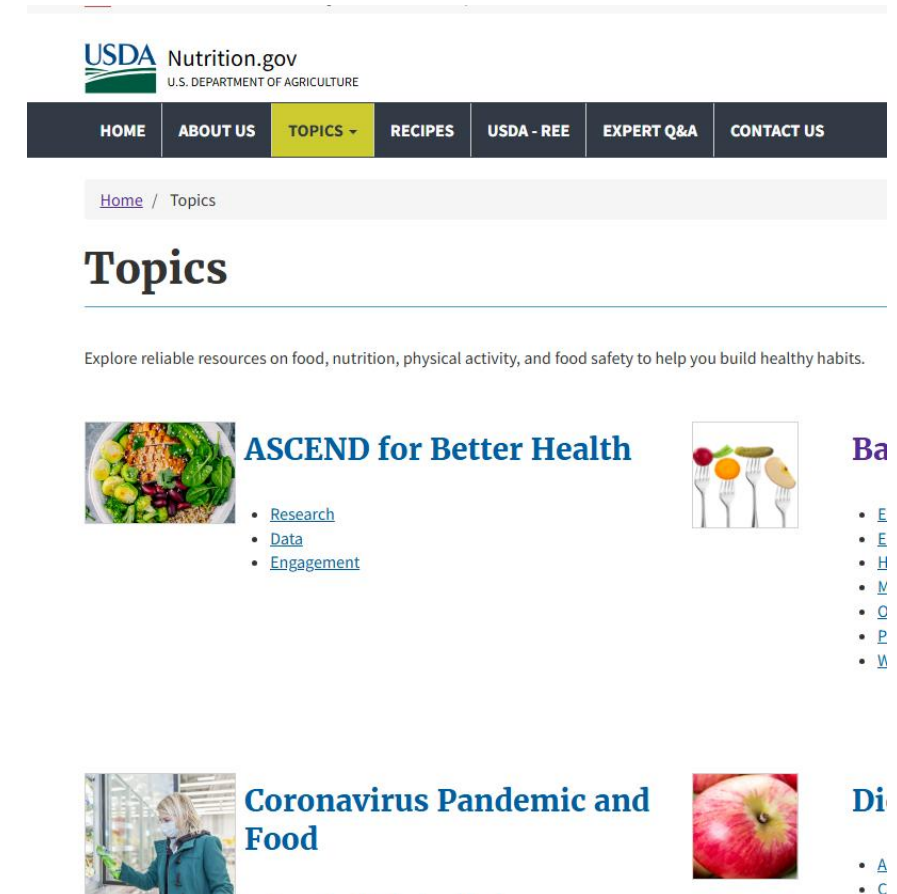 USDA Nutrition.gov
U.S. DEPARTMENT OF AGRICULTURE
HOME ABOUT US TOPICS RECIPES USDA - REE EXPERT Q&A CONTACT US
Home / Topics
Topics
Explore reliable resources on food, nutrition, physical activity, and food safety to help you build healthy habits.
ASCEND for Better Health
Research
Data
Engagement
Ba
E
E
H
M
O
P
W
Coronavirus Pandemic and
Food
Di
A